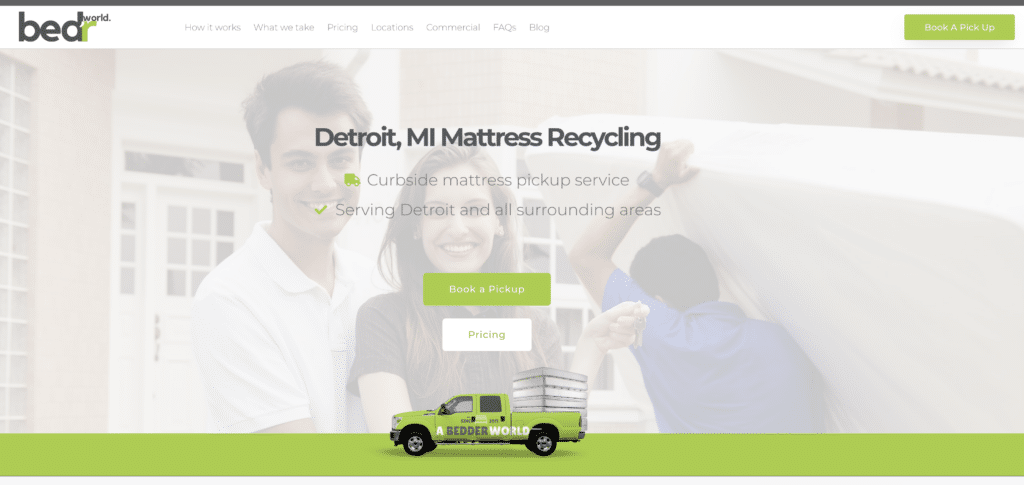 bedr world.
How it works What we take Pricing Locations Commercial FAQs Blog
Book A Pick Up
Detroit, MI Mattress Recycling
Curbside mattress pickup service
Serving Detroit and all surrounding areas
Book a Pickup
Pricing
A BEDDER WORLD